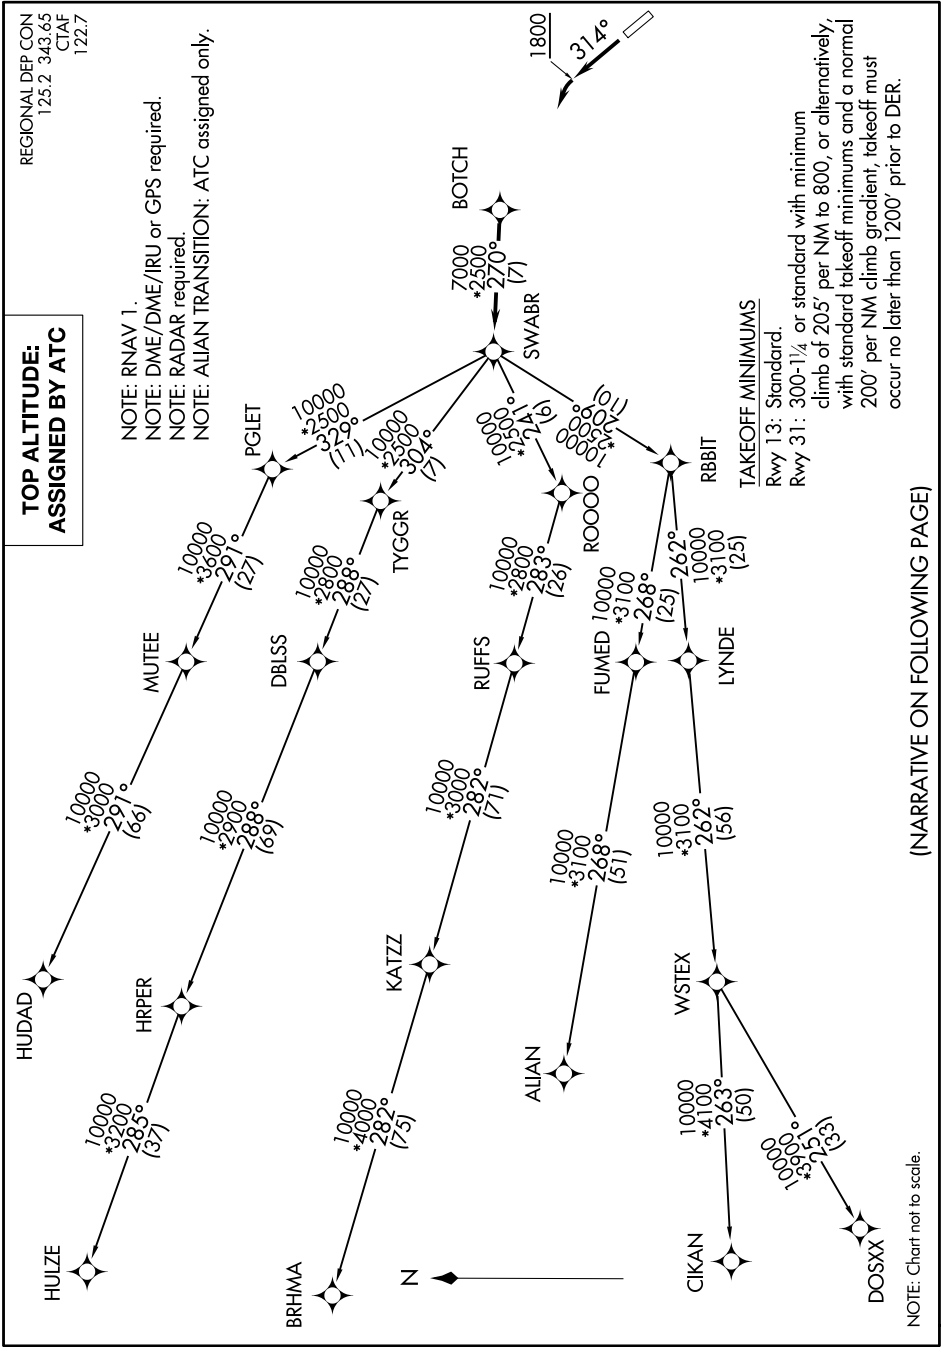 TOP ALTITUDE:
ASSIGNED BY ATC
REGIONAL DEP CON
125.2 343.65
CTAF
122.7
NOTE: RNAV 1.
NOTE: DME/DME/IRU or GPS required.
NOTE: RADAR required.
NOTE: ALIAN TRANSITION: ATC assigned only.
1800
314°
BOTCH
7000
*2500
270°
(7)
SWABR
10000
*2500
329°
(11)
PGLET
10000
*3600
291°
(27)
MUTEE
10000
*3000
291°
(66)
HUDAD
10000
*2500
304°
(7)
TYGGR
10000
*2800
288°
(27)
DBLSS
10000
*2900
288°
(69)
HRPER
10000
*3200
285°
(37)
HULZE
10000
*2500
241°
(6)
ROOOO
10000
*2800
283°
(26)
RUFFS
10000
*3000
282°
(71)
KATZZ
10000
*4000
282°
(75)
BRHMA
10000
*2500
206°
(10)
RBBIT
10000
*3100
268°
(25)
FUMED
10000
*3100
268°
(51)
ALIAN
262°
10000
*3100
(25)
LYNDE
10000
*3100
262°
(56)
WSTEX
10000
*4100
263°
(50)
CIKAN
10000
*3900
251°
(33)
DOSXX
N
TAKEOFF MINIMUMS
Rwy 13: Standard.
Rwy 31: 300-1¼ or standard with minimum
climb of 205' per NM to 800, or alternatively,
with standard takeoff minimums and a normal
200' per NM climb gradient, takeoff must
occur no later than 1200' prior to DER.
(NARRATIVE ON FOLLOWING PAGE)
NOTE: Chart not to scale.